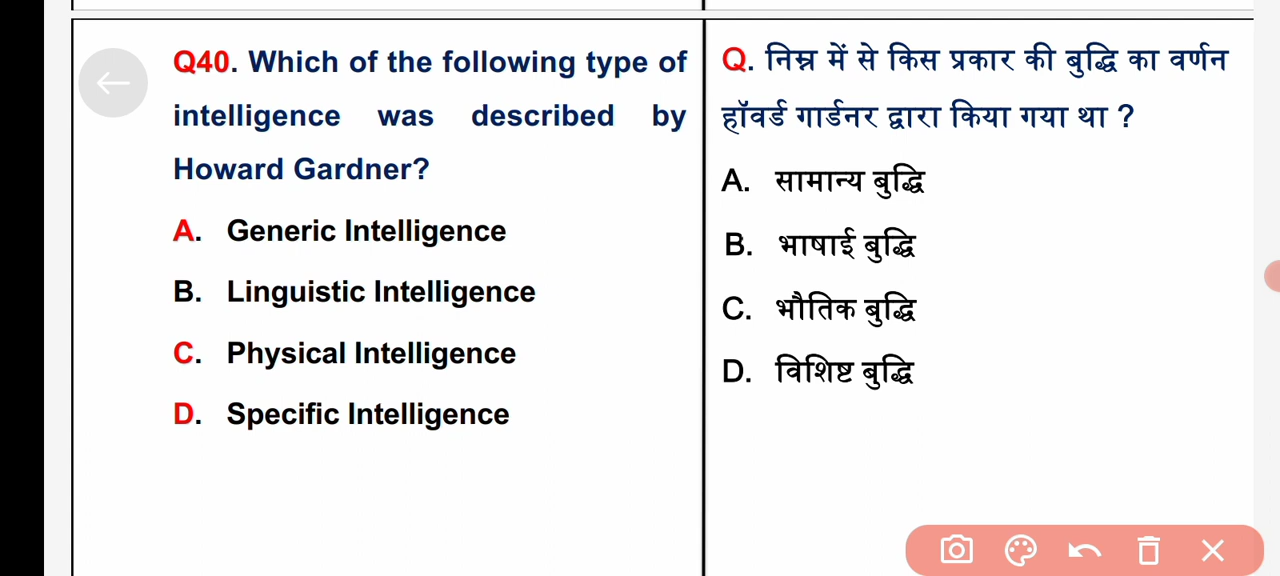 Q40. Which of the following type of
intelligence was described by
Howard Gardner?
A. Generic Intelligence
B. Linguistic Intelligence
C. Physical Intelligence
D. Specific Intelligence
Q. निम्न में से किस प्रकार की बुद्धि का वर्णन
हॉवर्ड गार्डनर द्वारा किया गया था ?
A. सामान्य बुद्धि
B. भाषाई बुद्धि
C. भौतिक बुद्धि
D. विशिष्ट बुद्धि